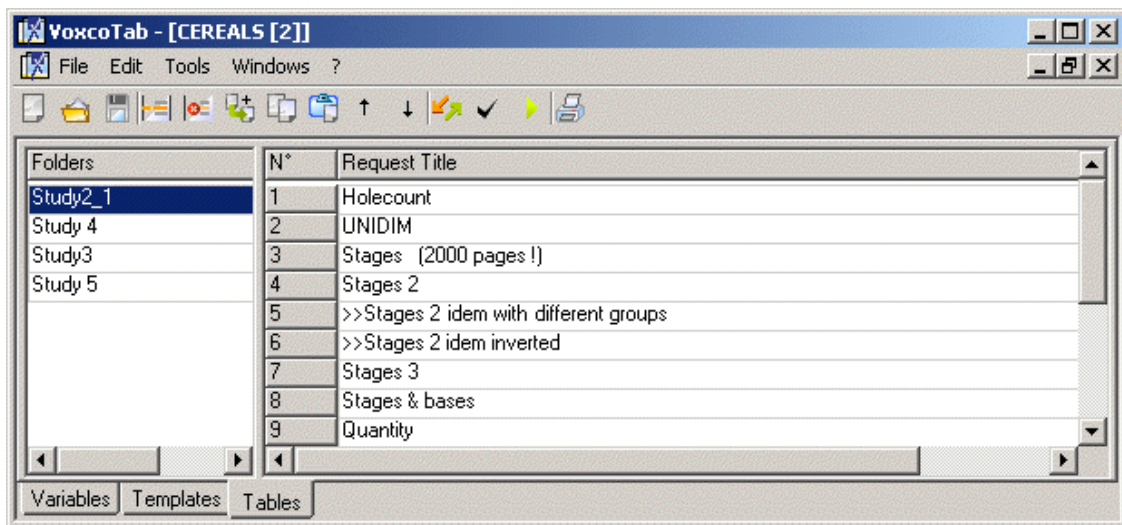 VoxcoTab - [CEREALS [2]]
File Edit Tools Windows ?
Folders N° Request Title
Study2_1 1 Holecount
Study 4 2 UNIDIM
Study3 3 Stages (2000 pages !)
Study 5 4 Stages 2
5 >>Stages 2 idem with different groups
6 >>Stages 2 idem inverted
7 Stages 3
8 Stages & bases
9 Quantity
Variables Templates Tables